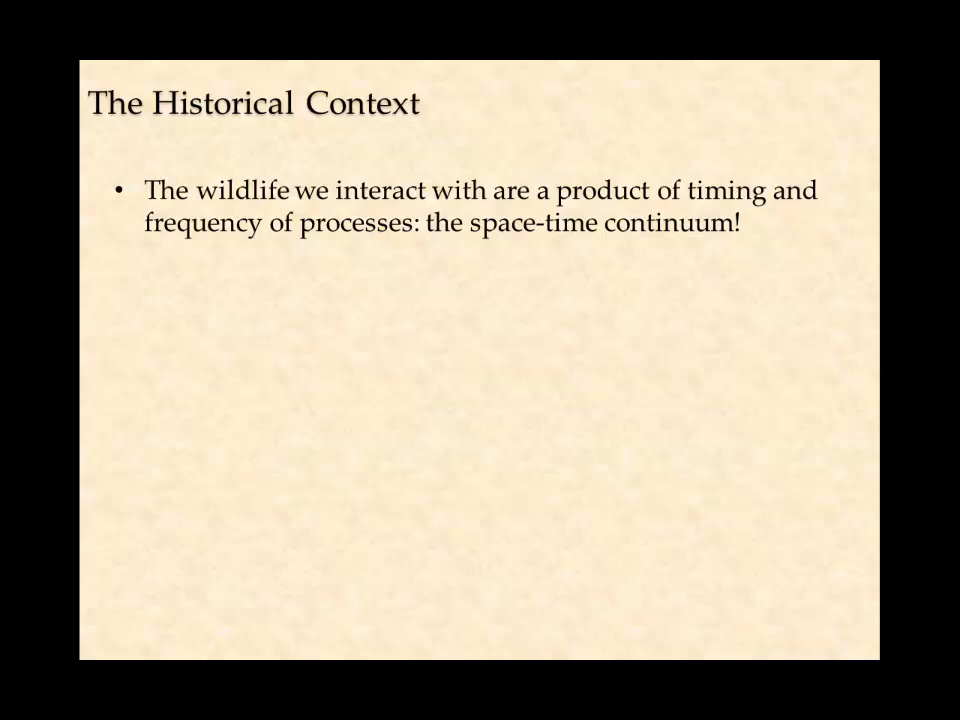 The Historical Context
• The wildlife we interact with are a product of timing and
frequency of processes: the space-time continuum!